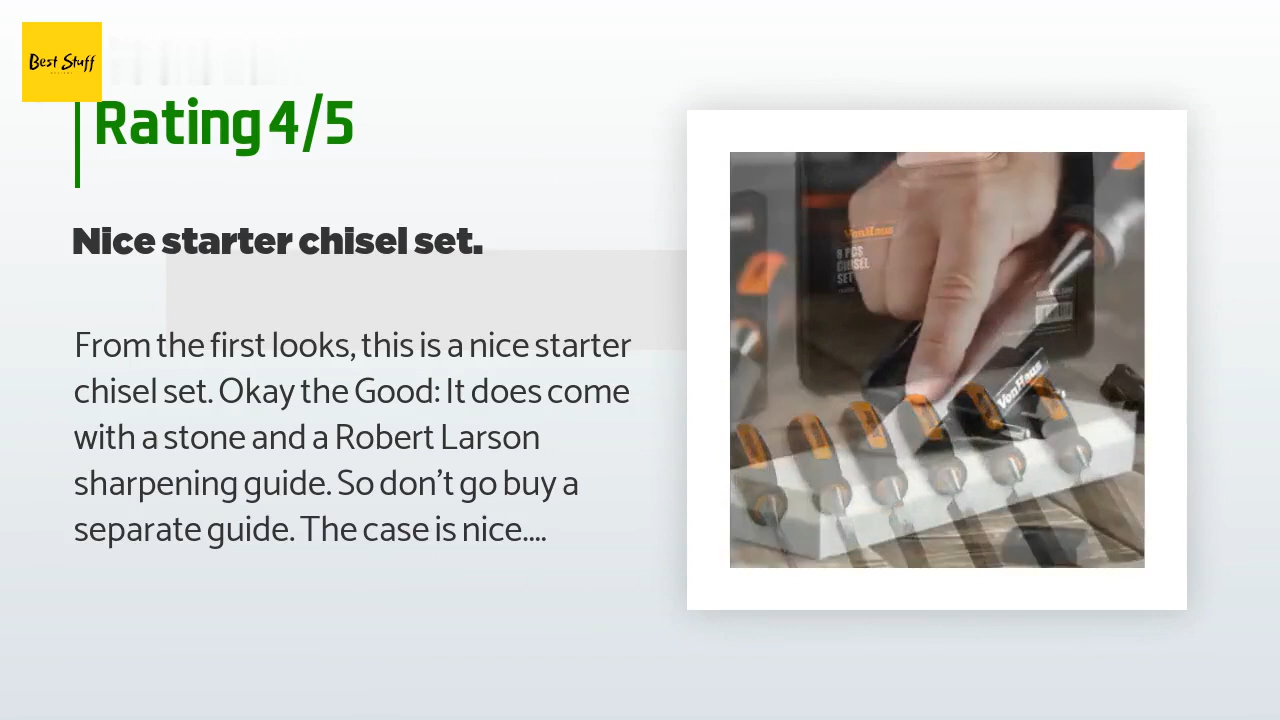 Best Stuff
Rating 4/5
Nice starter chisel set.
From the first looks, this is a nice starter
chisel set. Okay the Good: It does come
with a stone and a Robert Larson
sharpening guide. So don't go buy a
separate guide. The case is nice....
VonHaus
8 PCS
CHISEL
SET
VonHaus